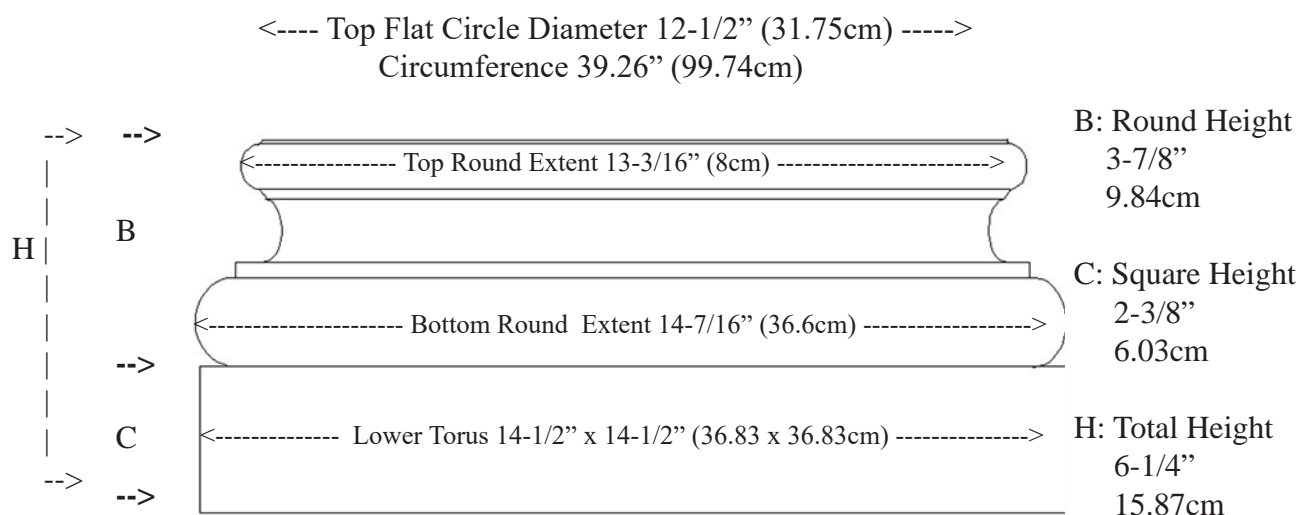 <---- Top Flat Circle Diameter 12-1/2” (31.75cm) ----->
Circumference 39.26” (99.74cm)
--> -->
<---------------- Top Round Extent 13-3/16” (8cm) ----------------------->
B: Round Height
3-7/8”
9.84cm
B
H
C: Square Height
2-3/8”
6.03cm
<-------------------- Bottom Round Extent 14-7/16” (36.6cm) ----------------->
-->
C
<-------------- Lower Torus 14-1/2” x 14-1/2” (36.83 x 36.83cm) -------------->
H: Total Height
6-1/4”
15.87cm
-->
-->